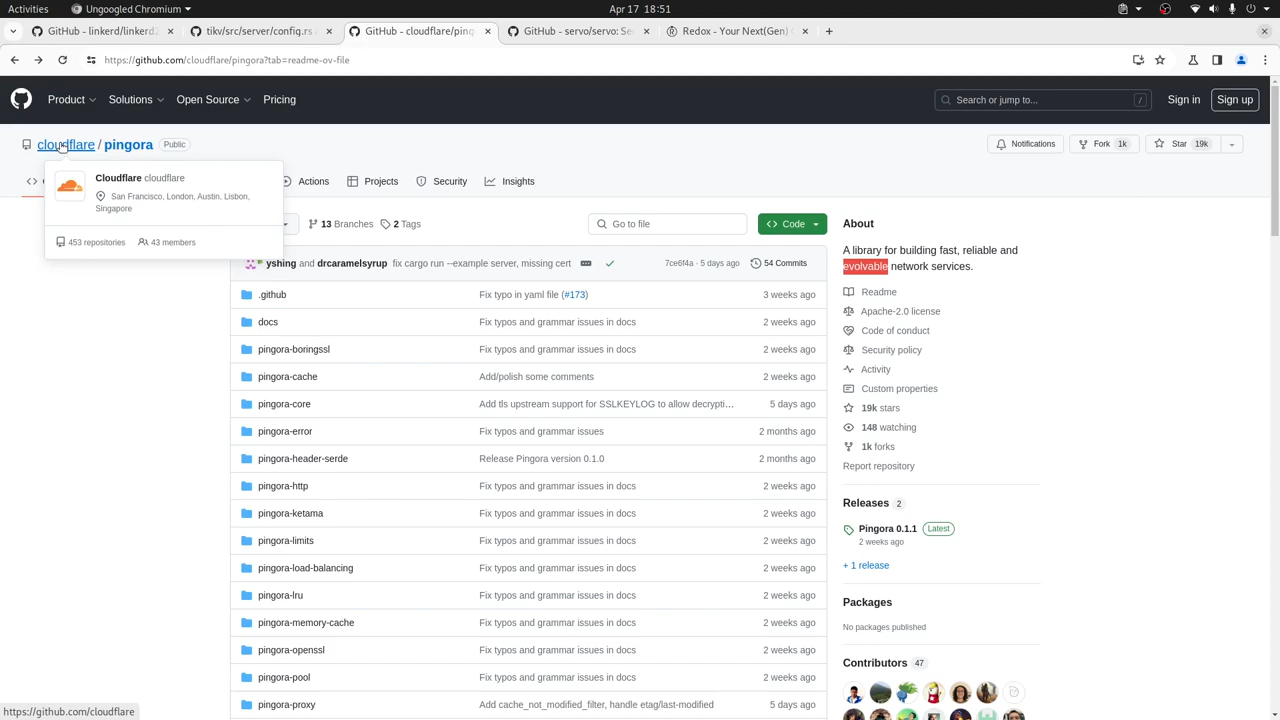 Activities Ungoogled Chromium Apr 17 18:51
GitHub - linkerd/linkerd2 tikv/src/server/config.rs GitHub - cloudflare/ping GitHub - servo/servo: Se Redox - Your Next(Gen) 
https://github.com/cloudflare/pingora?tab=readme-ov-file
Product Solutions Open Source Pricing Search or jump to... / Sign in Sign up
cloudflare / pingora Public Notifications Fork 1k Star 19k
Cloudflare cloudflare
San Francisco, London, Austin, Lisbon,
Singapore
453 repositories 43 members
Actions Projects Security Insights
13 Branches 2 Tags Go to file Code
yshing and drcaramelsyrup fix cargo run --example server, missing cert 7ce6f4a · 5 days ago 54 Commits
.github Fix typo in yaml file (#173) 3 weeks ago
docs Fix typos and grammar issues in docs 2 weeks ago
pingora-boringssl Fix typos and grammar issues in docs 2 weeks ago
pingora-cache Add/polish some comments 2 weeks ago
pingora-core Add tls upstream support for SSLKEYLOG to allow decrypti… 5 days ago
pingora-error Fix typos and grammar issues 2 months ago
pingora-header-serde Release Pingora version 0.1.0 2 months ago
pingora-http Fix typos and grammar issues in docs 2 weeks ago
pingora-ketama Fix typos and grammar issues in docs 2 weeks ago
pingora-limits Fix typos and grammar issues in docs 2 weeks ago
pingora-load-balancing Fix typos and grammar issues in docs 2 weeks ago
pingora-lru Fix typos and grammar issues in docs 2 weeks ago
pingora-memory-cache Fix typos and grammar issues in docs 2 weeks ago
pingora-openssl Fix typos and grammar issues in docs 2 weeks ago
pingora-pool Fix typos and grammar issues in docs 2 weeks ago
pingora-proxy Add cache_not_modified_filter, handle etag/last-modified 5 days ago
About
A library for building fast, reliable and
evolvable network services.
Readme
Apache-2.0 license
Code of conduct
Security policy
Activity
Custom properties
19k stars
148 watching
1k forks
Report repository
Releases 2
Pingora 0.1.1 Latest
2 weeks ago
+ 1 release
Packages
No packages published
Contributors 47
https://github.com/cloudflare